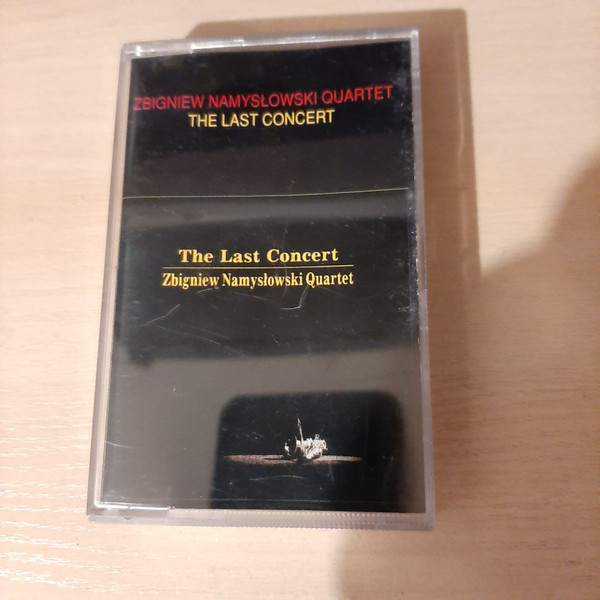 ZBIGNIEW NAMYSŁOWSKI QUARTET
THE LAST CONCERT
The Last Concert
Zbigniew Namysłowski Quartet